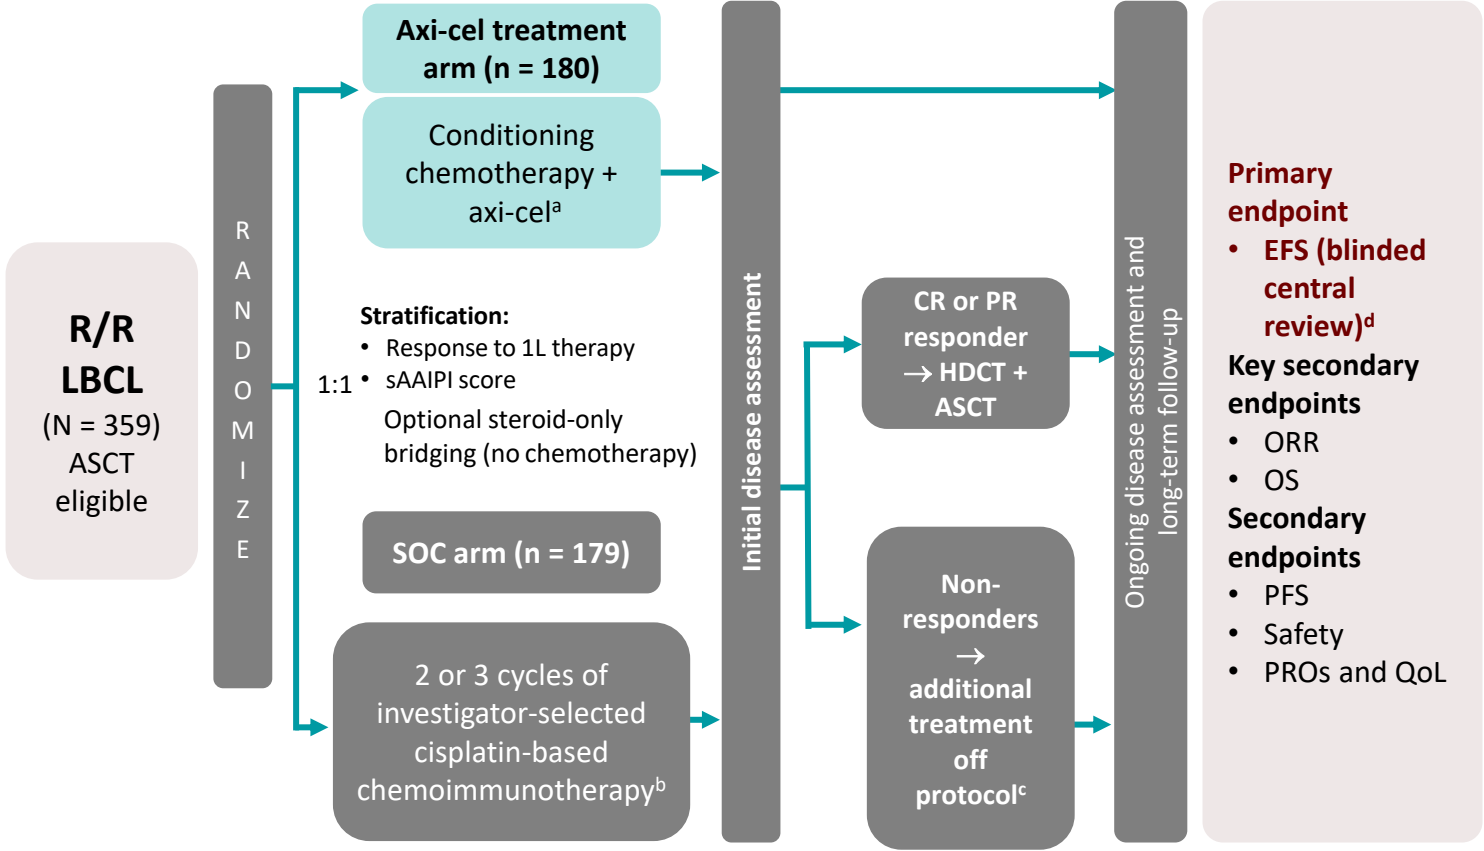 R/R
LBCL
(N = 359)
ASCT
eligible
RANDOMIZE
1:1
Axi-cel treatment
arm (n = 180)
Conditioning
chemotherapy +
axi-celᵃ
Stratification:
• Response to 1L therapy
• sAAIPI score
Optional steroid-only
bridging (no chemotherapy)
SOC arm (n = 179)
2 or 3 cycles of
investigator-selected
cisplatin-based
chemoimmunotherapyᵇ
Initial disease assessment
CR or PR
responder
→ HDCT +
ASCT
Non-
responders
→
additional
treatment
off
protocolᶜ
Ongoing disease assessment and
long-term follow-up
Primary
endpoint
• EFS (blinded
central
review)ᵈ
Key secondary
endpoints
• ORR
• OS
Secondary
endpoints
• PFS
• Safety
• PROs and QoL